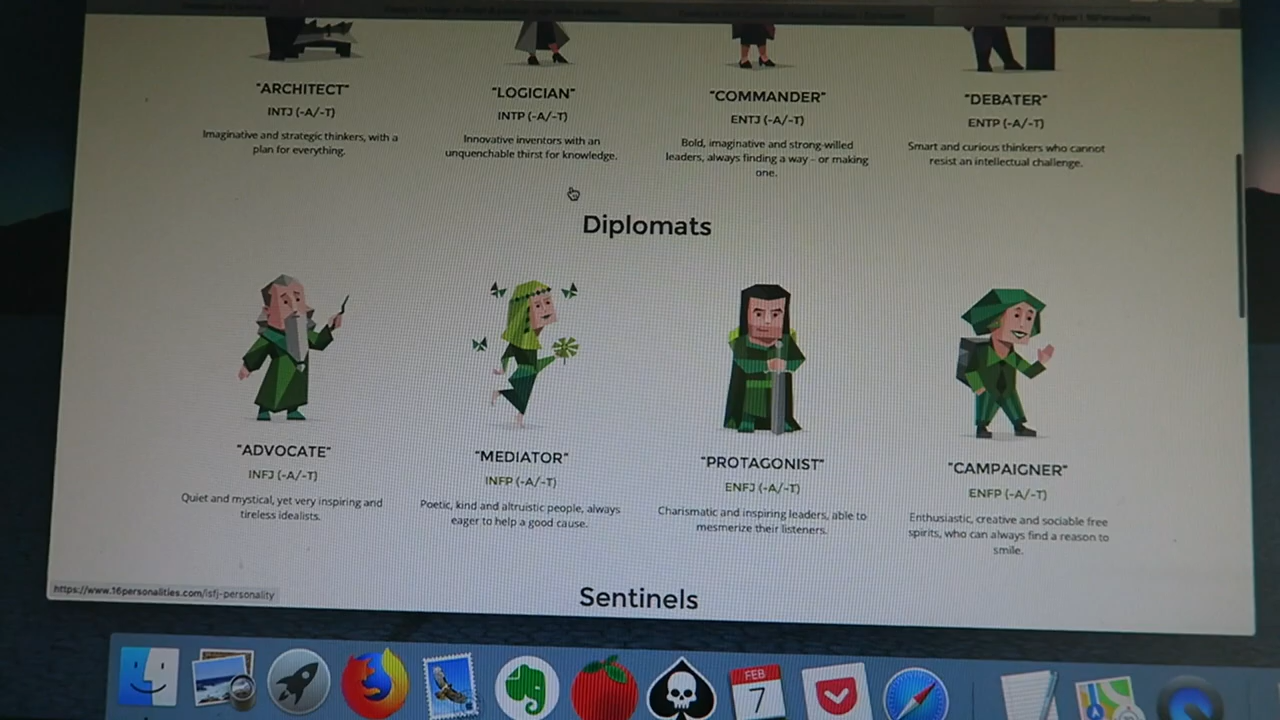 Personality Types | 16Personalities
"ARCHITECT"
INTJ (-A/-T)
Imaginative and strategic thinkers, with a
plan for everything.
"LOGICIAN"
INTP (-A/-T)
Innovative inventors with an
unquenchable thirst for knowledge.
"COMMANDER"
ENTJ (-A/-T)
Bold, imaginative and strong-willed
leaders, always finding a way – or making
one.
"DEBATER"
ENTP (-A/-T)
Smart and curious thinkers who cannot
resist an intellectual challenge.
Diplomats
"ADVOCATE"
INFJ (-A/-T)
Quiet and mystical, yet very inspiring and
tireless idealists.
"MEDIATOR"
INFP (-A/-T)
Poetic, kind and altruistic people, always
eager to help a good cause.
"PROTAGONIST"
ENFJ (-A/-T)
Charismatic and inspiring leaders, able to
mesmerize their listeners.
"CAMPAIGNER"
ENFP (-A/-T)
Enthusiastic, creative and sociable free
spirits, who can always find a reason to
smile.
Sentinels
https://www.16personalities.com/isfj-personality
FEB
7